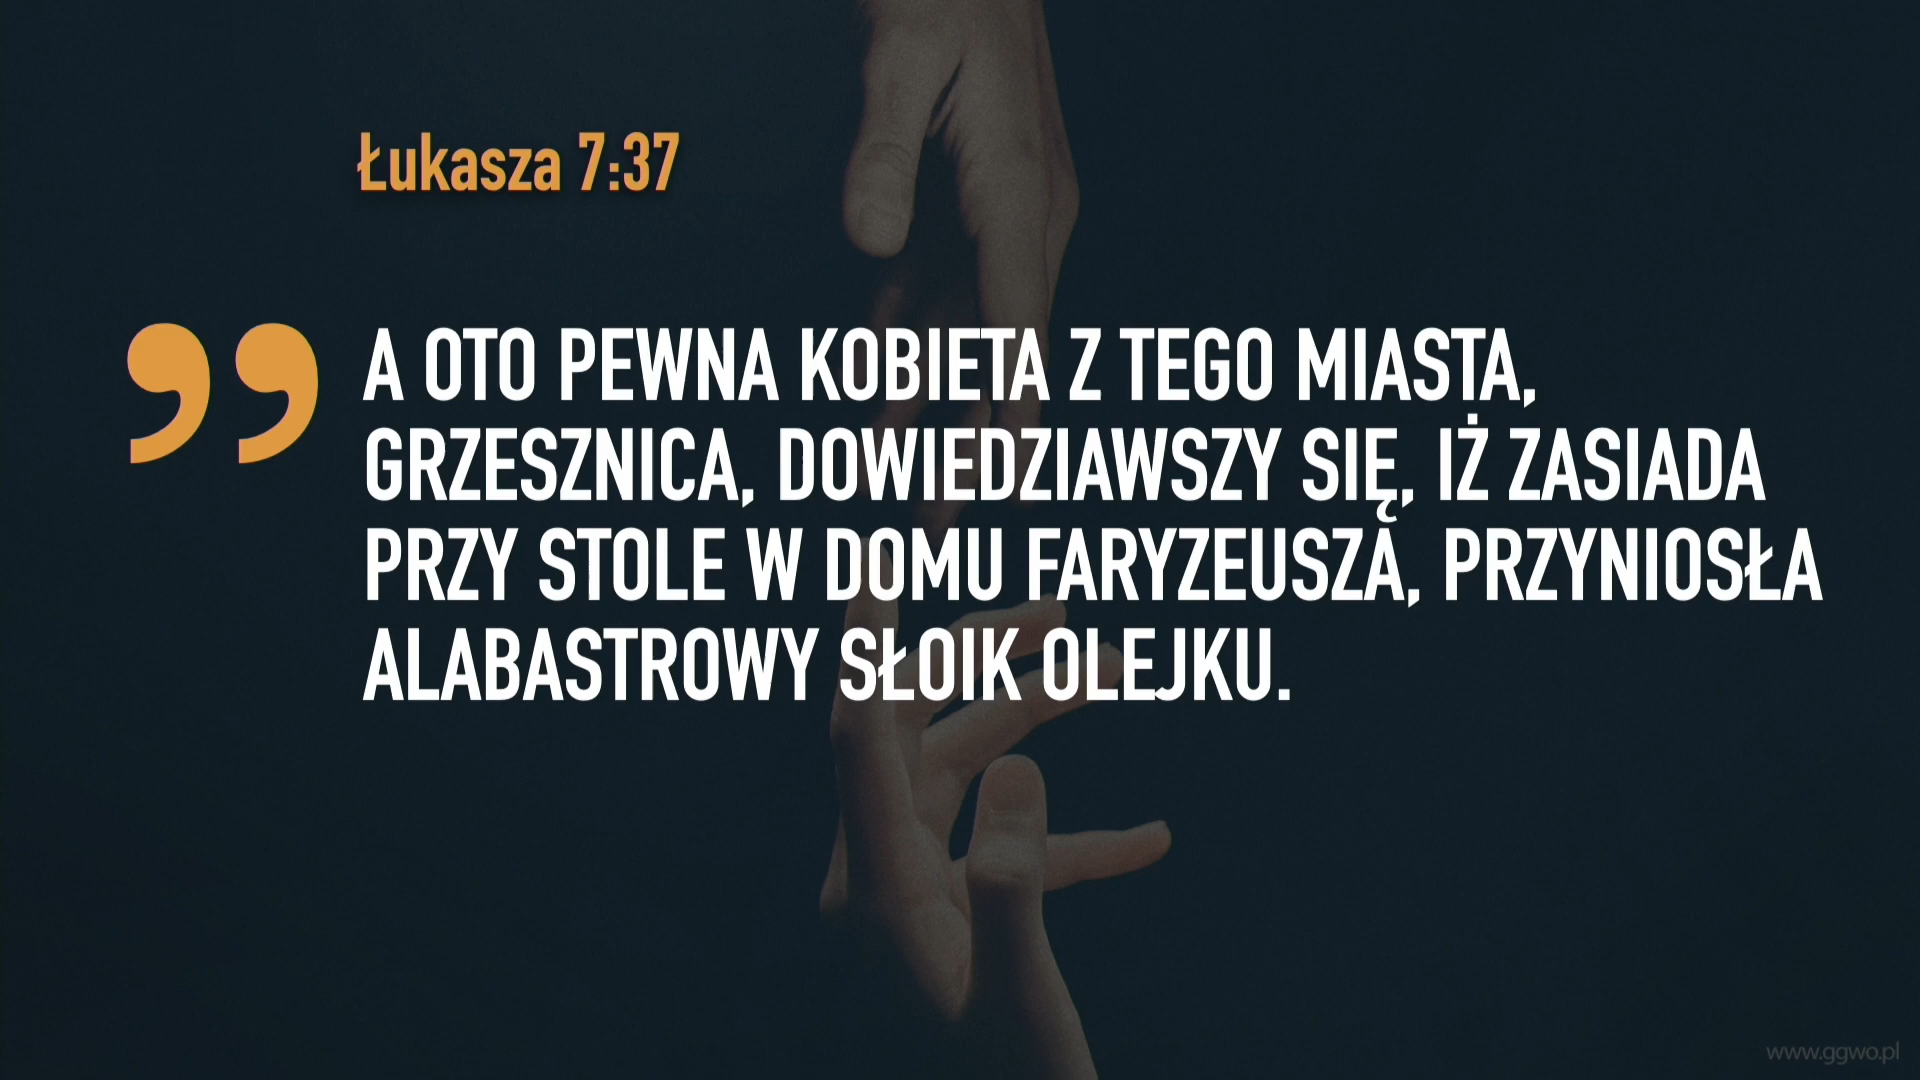 Łukasza 7:37
” A OTO PEWNA KOBIETA Z TEGO MIASTA,
GRZESZNICA, DOWIEDZIAWSZY SIĘ, IŻ ZASIADA
PRZY STOLE W DOMU FARYZEUSZA, PRZYNIOSŁA
ALABASTROWY SŁOIK OLEJKU.
www.ggwo.pl